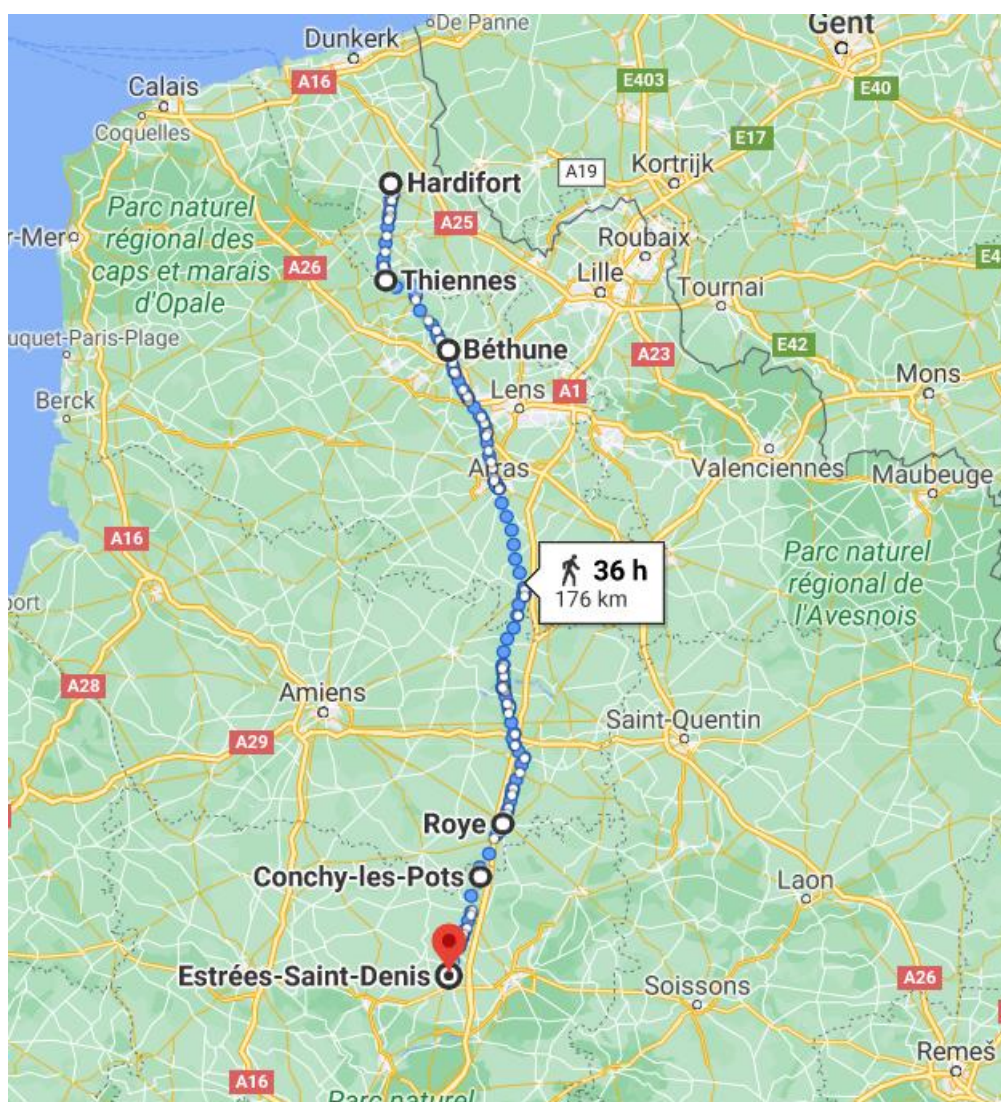 De Panne
Gent
Dunkerk
A16
E403
E40
Calais
Coquelles
E17
Hardifort
A19
Kortrijk
Parc naturel
régional des
caps et marais
d'Opale
r-Mer
A25
Roubaix
A26
Lille
E4
Thiennes
Tournai
uquet-Paris-Plage
Béthune
E42
A23
Mons
Berck
Lens
A1
Arras
Valenciennes
Maubeuge
A16
36 h
176 km
Parc naturel
régional de
l'Avesnois
port
A28
Amiens
Saint-Quentin
A29
Roye
Conchy-les-Pots
Laon
Estrées-Saint-Denis
Soissons
A26
Remeš
A16
Parc naturel